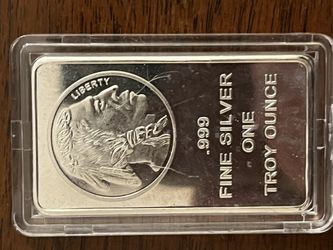 LIBERTY
.999
FINE SILVER
ONE
TROY OUNCE